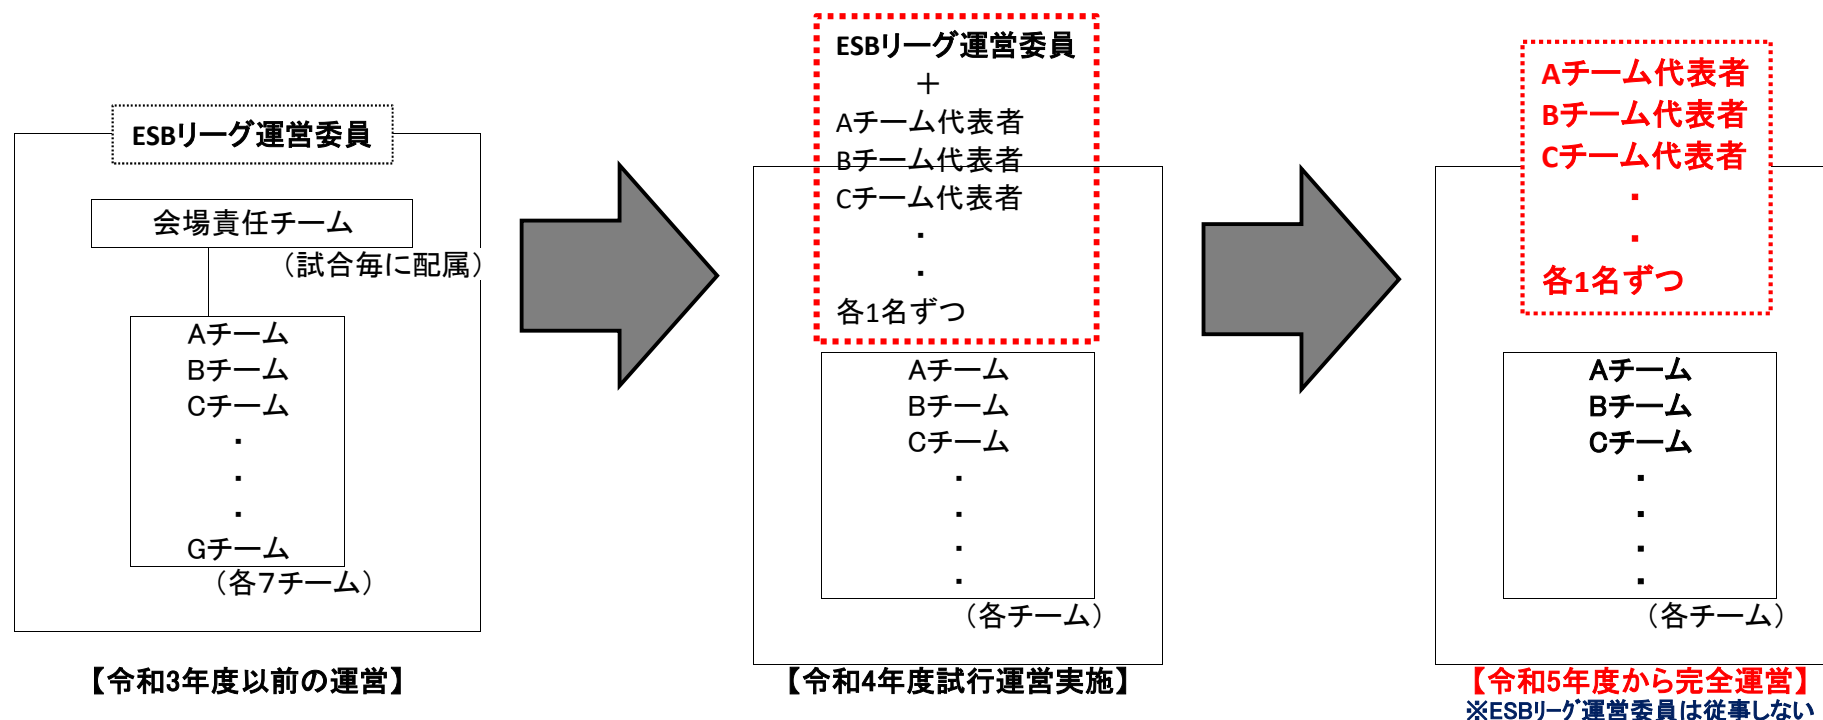 ESBリーグ運営委員
会場責任チーム
（試合毎に配属）
Aチーム
Bチーム
Cチーム
・
・
・
Gチーム
（各7チーム）
【令和3年度以前の運営】
ESBリーグ運営委員
＋
Aチーム代表者
Bチーム代表者
Cチーム代表者
・
・
各1名ずつ
Aチーム
Bチーム
Cチーム
・
・
・
・
（各チーム）
【令和4年度試行運営実施】
Aチーム代表者
Bチーム代表者
Cチーム代表者
・
・
各1名ずつ
Aチーム
Bチーム
Cチーム
・
・
・
・
（各チーム）
【令和5年度から完全運営】
※ESBリーグ運営委員は従事しない